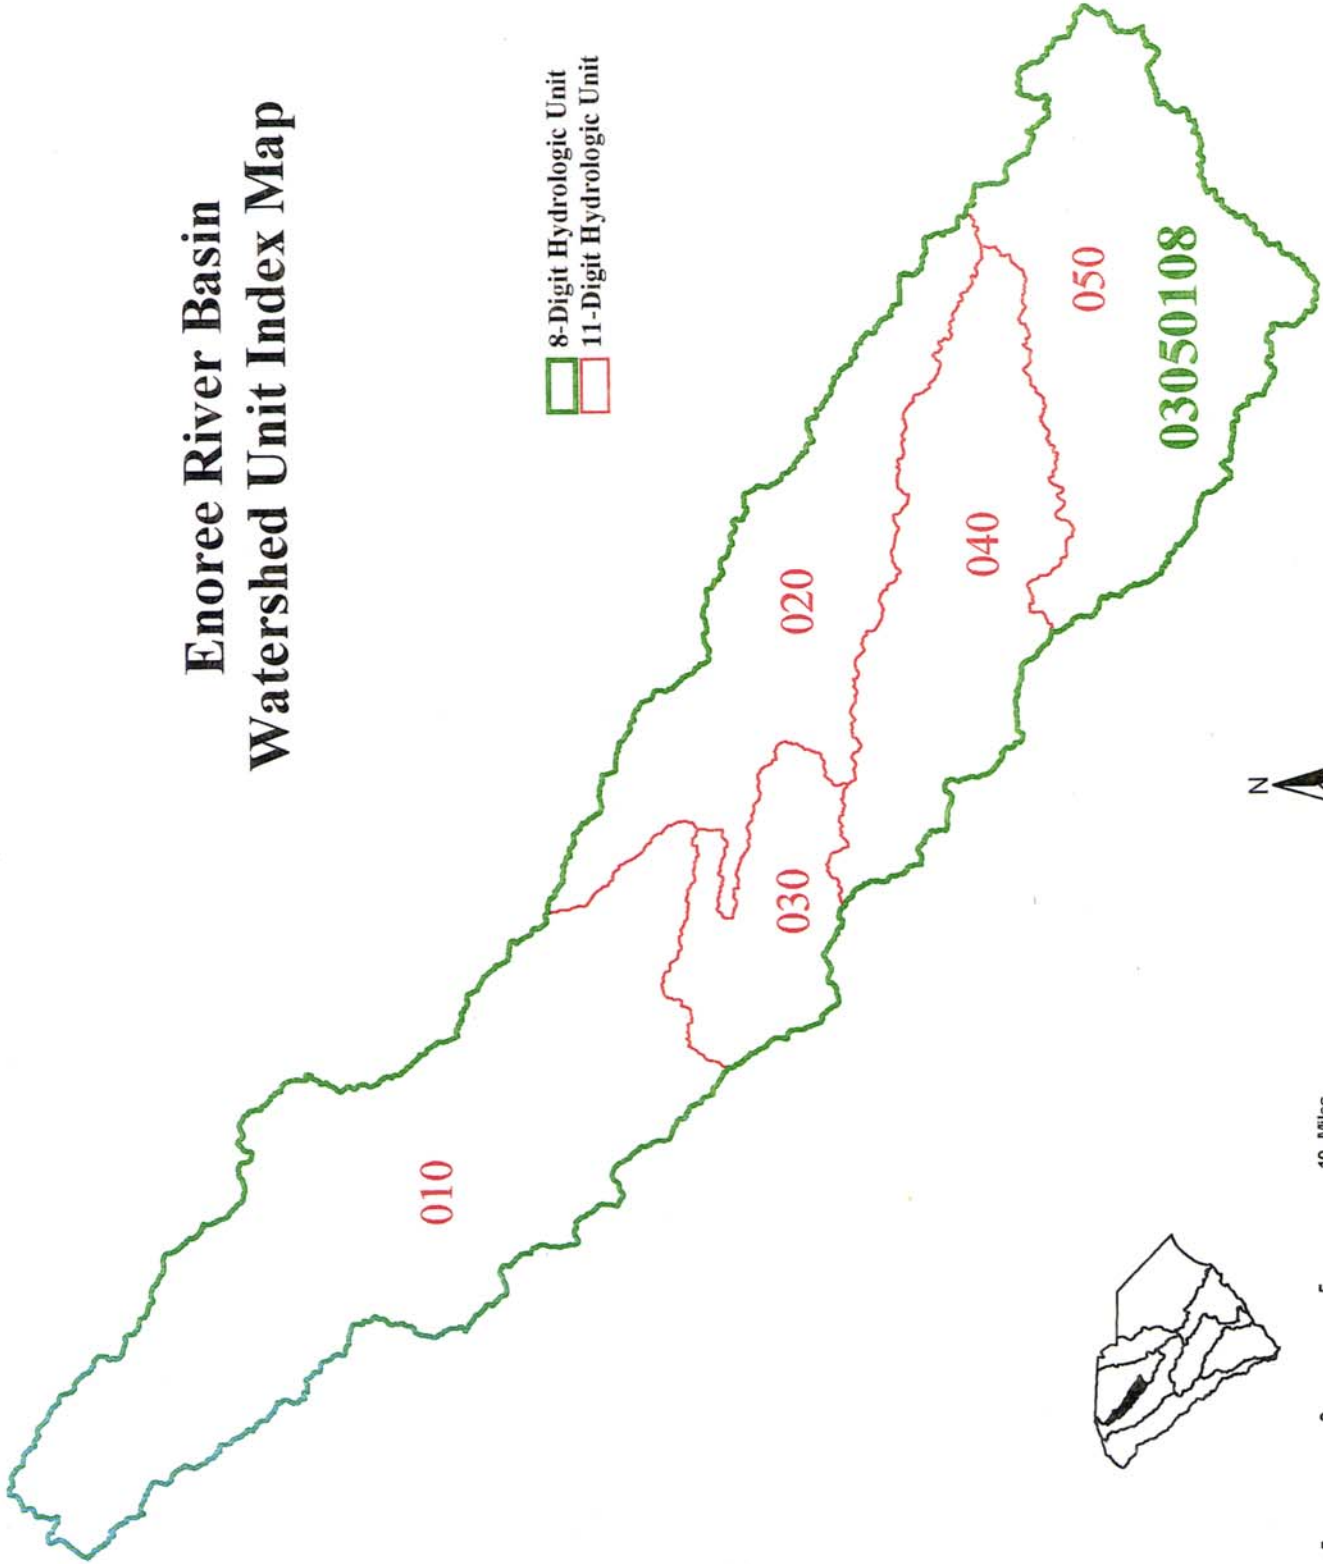 Enoree River Basin
Watershed Unit Index Map
8-Digit Hydrologic Unit
11-Digit Hydrologic Unit
010
020
030
040
050
03050108
N